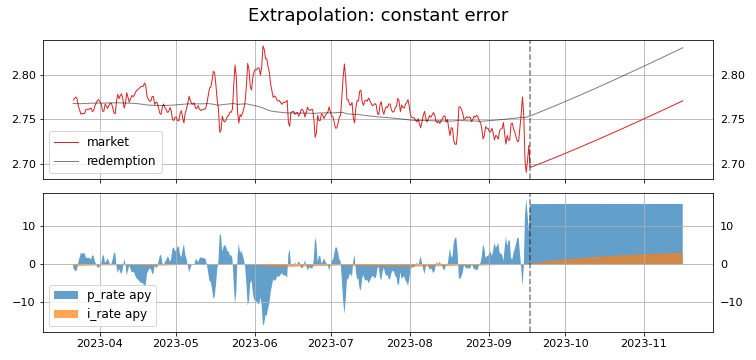 Extrapolation: constant error
2.80 2.80
2.75 2.75
2.70 2.70
market
redemption
10 10
0 0
−10 −10
p_rate apy
i_rate apy
2023-04 2023-05 2023-06 2023-07 2023-08 2023-09 2023-10 2023-11